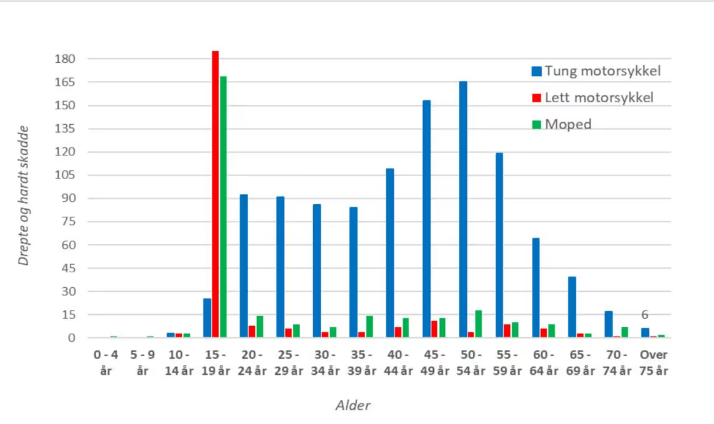 180
165
150
135
120
105
90
75
60
45
30
15
0
Drepte og hardt skadde
Tung motorsykkel
Lett motorsykkel
Moped
6
0 - 4 5 - 9 10 - 15 - 20 - 25 - 30 - 35 - 40 - 45 - 50 - 55 - 60 - 65 - 70 - Over
år år 14 år 19 år 24 år 29 år 34 år 39 år 44 år 49 år 54 år 59 år 64 år 69 år 74 år 75 år
Alder